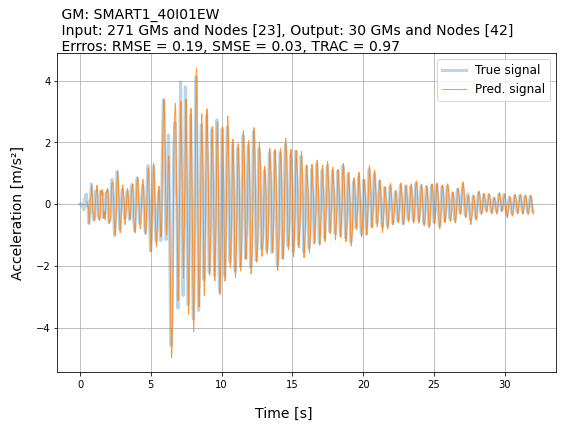 GM: SMART1_40I01EW
Input: 271 GMs and Nodes [23], Output: 30 GMs and Nodes [42]
Errros: RMSE = 0.19, SMSE = 0.03, TRAC = 0.97
True signal
Pred. signal
Acceleration [m/s²]
4
2
0
−2
−4
0 5 10 15 20 25 30
Time [s]